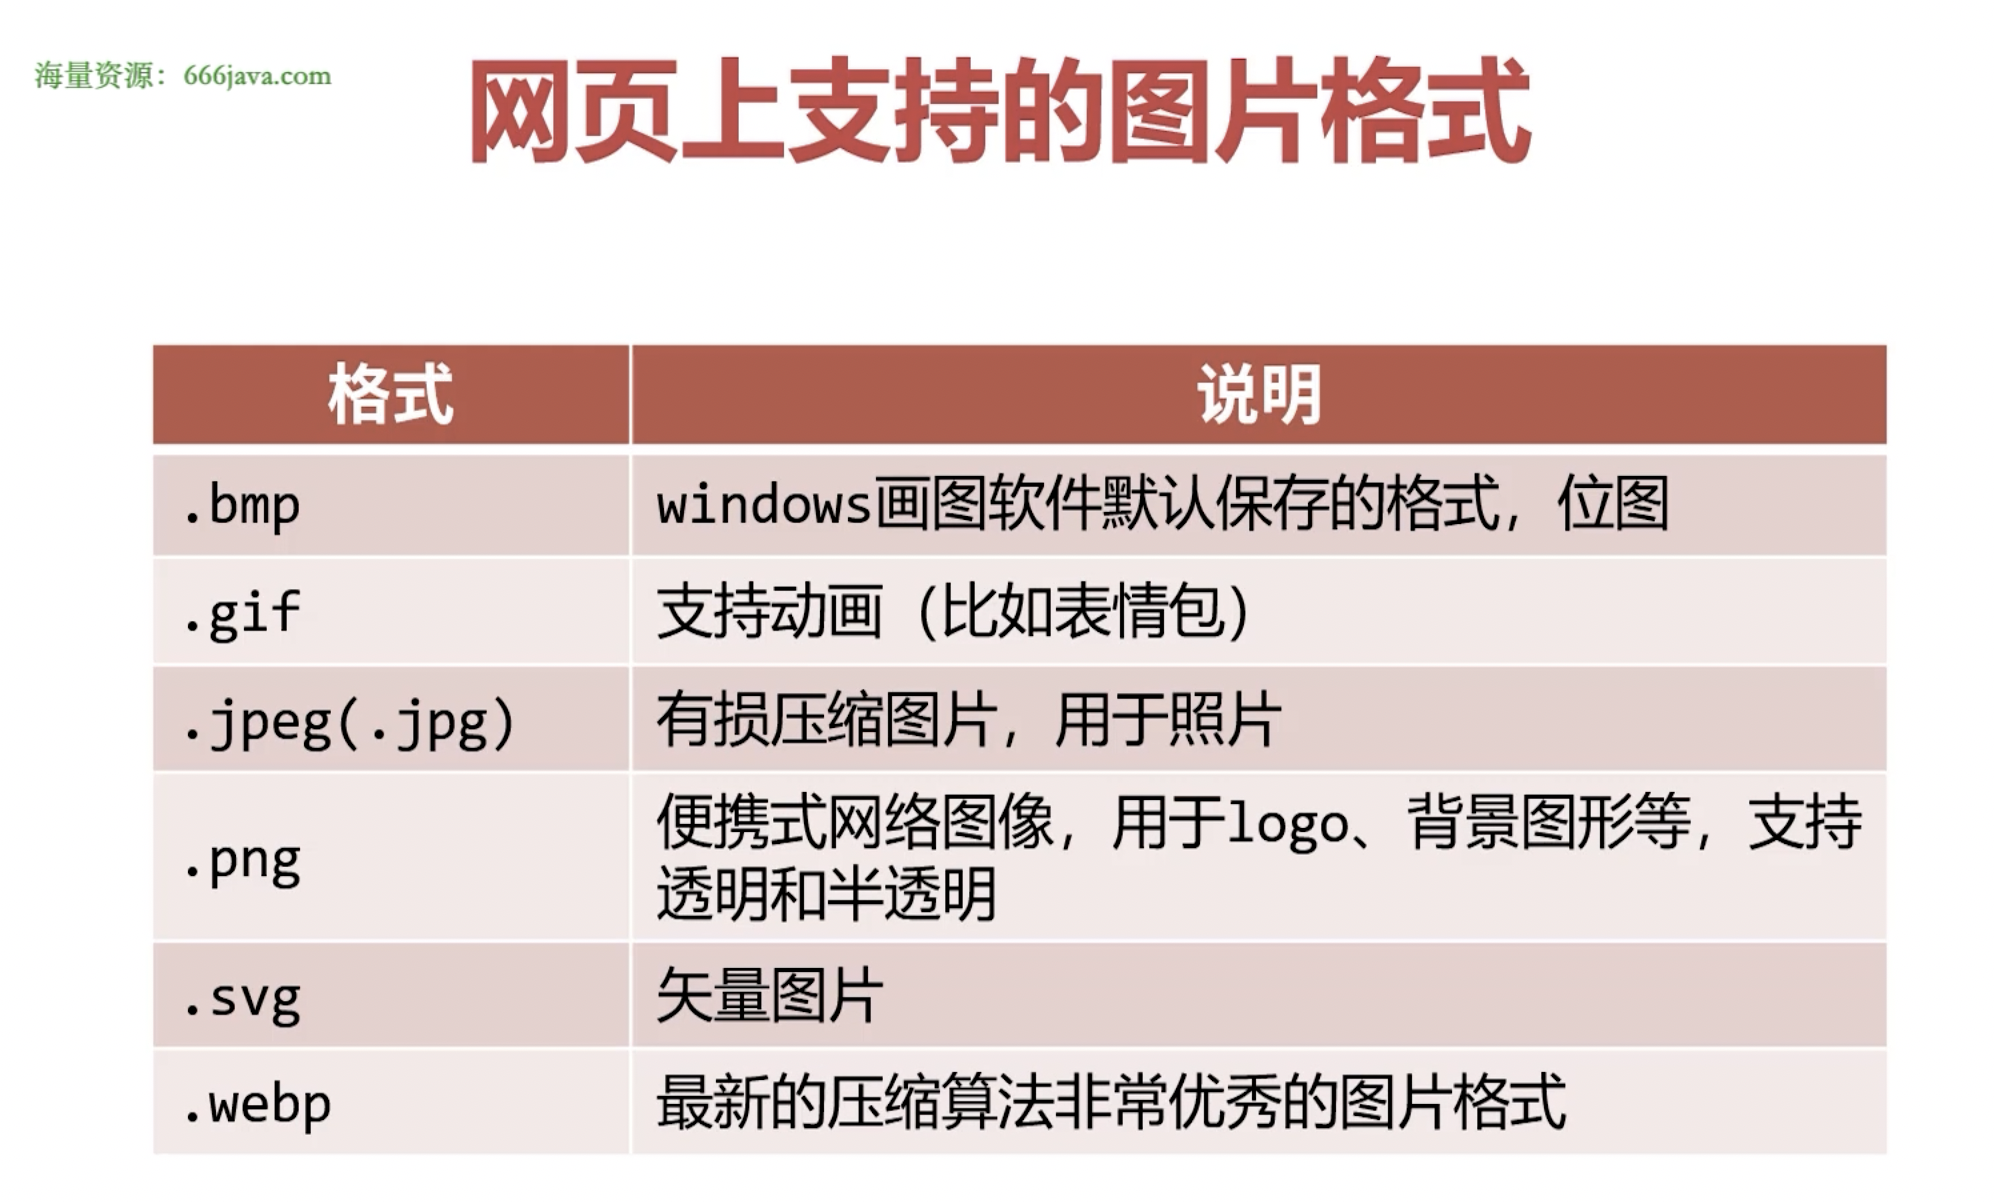 海量资源：666java.com
网页上支持的图片格式
格式 说明
.bmp windows画图软件默认保存的格式，位图
.gif 支持动画（比如表情包）
.jpeg(.jpg) 有损压缩图片，用于照片
.png 便携式网络图像，用于logo、背景图形等，支持
透明和半透明
.svg 矢量图片
.webp 最新的压缩算法非常优秀的图片格式